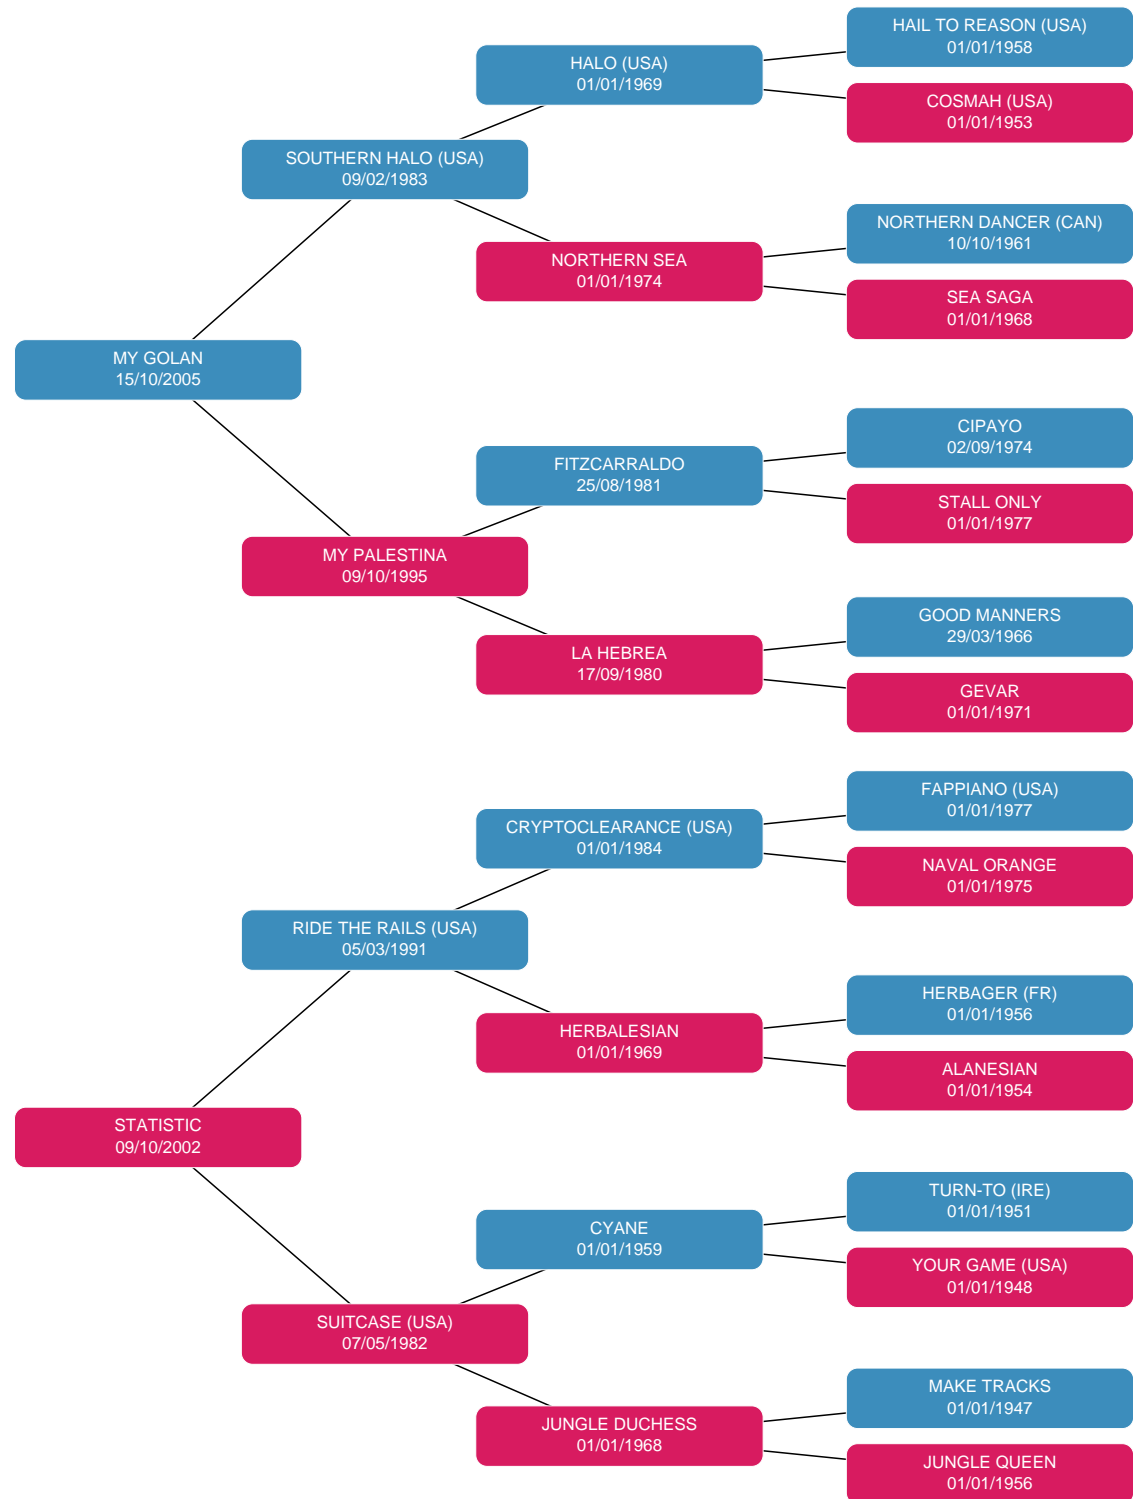 HAIL TO REASON (USA)
01/01/1958
HALO (USA)
01/01/1969
COSMAH (USA)
01/01/1953
SOUTHERN HALO (USA)
09/02/1983
NORTHERN DANCER (CAN)
10/10/1961
NORTHERN SEA
01/01/1974
SEA SAGA
01/01/1968
MY GOLAN
15/10/2005
CIPAYO
02/09/1974
FITZCARRALDO
25/08/1981
STALL ONLY
01/01/1977
MY PALESTINA
09/10/1995
GOOD MANNERS
29/03/1966
LA HEBREA
17/09/1980
GEVAR
01/01/1971
FAPPIANO (USA)
01/01/1977
CRYPTOCLEARANCE (USA)
01/01/1984
NAVAL ORANGE
01/01/1975
RIDE THE RAILS (USA)
05/03/1991
HERBAGER (FR)
01/01/1956
HERBALESIAN
01/01/1969
ALANESIAN
01/01/1954
STATISTIC
09/10/2002
TURN-TO (IRE)
01/01/1951
CYANE
01/01/1959
YOUR GAME (USA)
01/01/1948
SUITCASE (USA)
07/05/1982
MAKE TRACKS
01/01/1947
JUNGLE DUCHESS
01/01/1968
JUNGLE QUEEN
01/01/1956